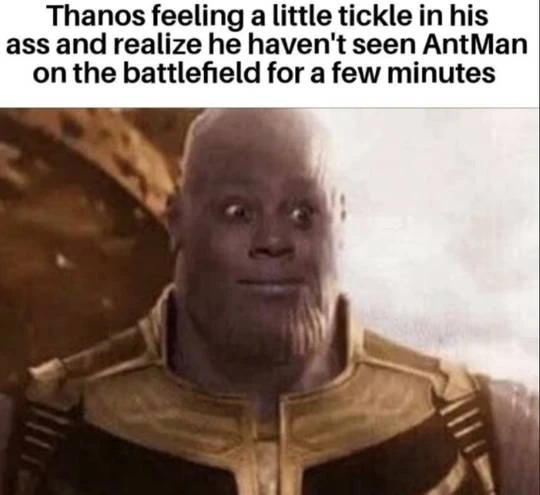 Thanos feeling a little tickle in his
ass and realize he haven't seen AntMan
on the battlefield for a few minutes